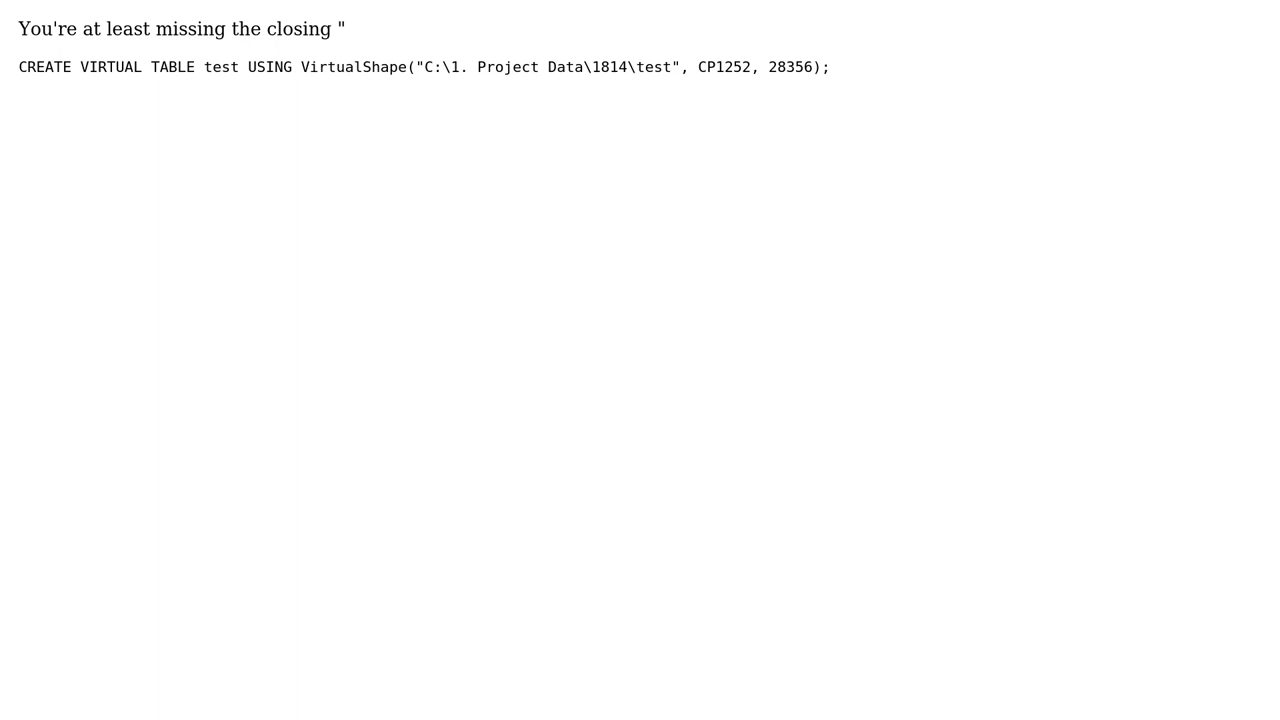 You're at least missing the closing "
CREATE VIRTUAL TABLE test USING VirtualShape("C:\1. Project Data\1814\test", CP1252, 28356);